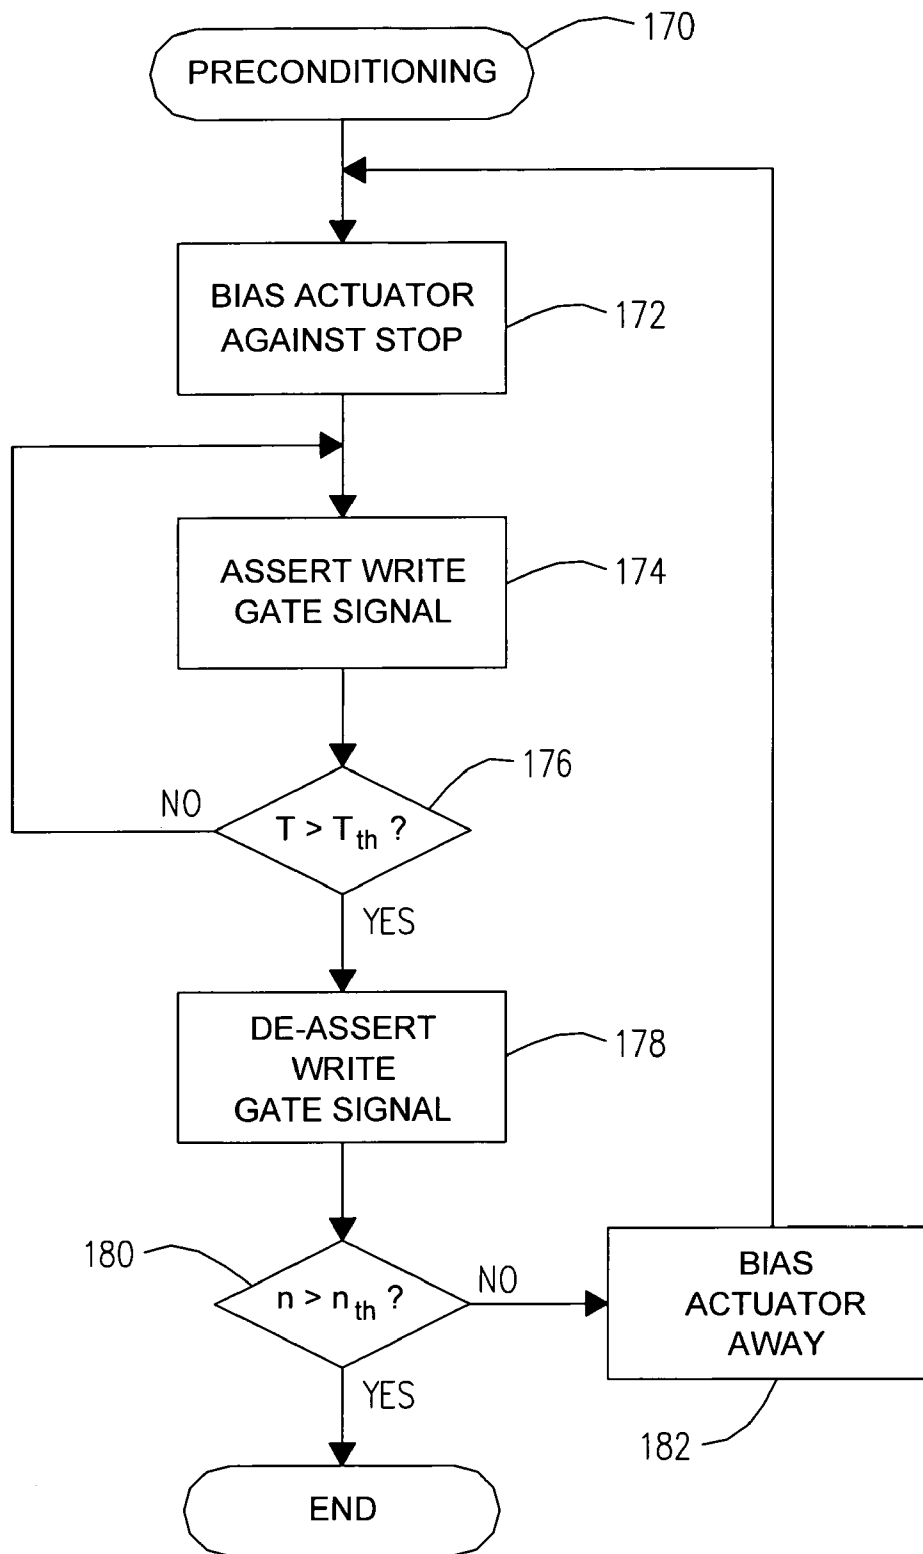 170
PRECONDITIONING
BIAS ACTUATOR
AGAINST STOP
172
ASSERT WRITE
GATE SIGNAL
174
176
NO
T > Tth ?
YES
DE-ASSERT
WRITE
GATE SIGNAL
178
180
n > nth ?
NO
BIAS
ACTUATOR
AWAY
YES
182
END